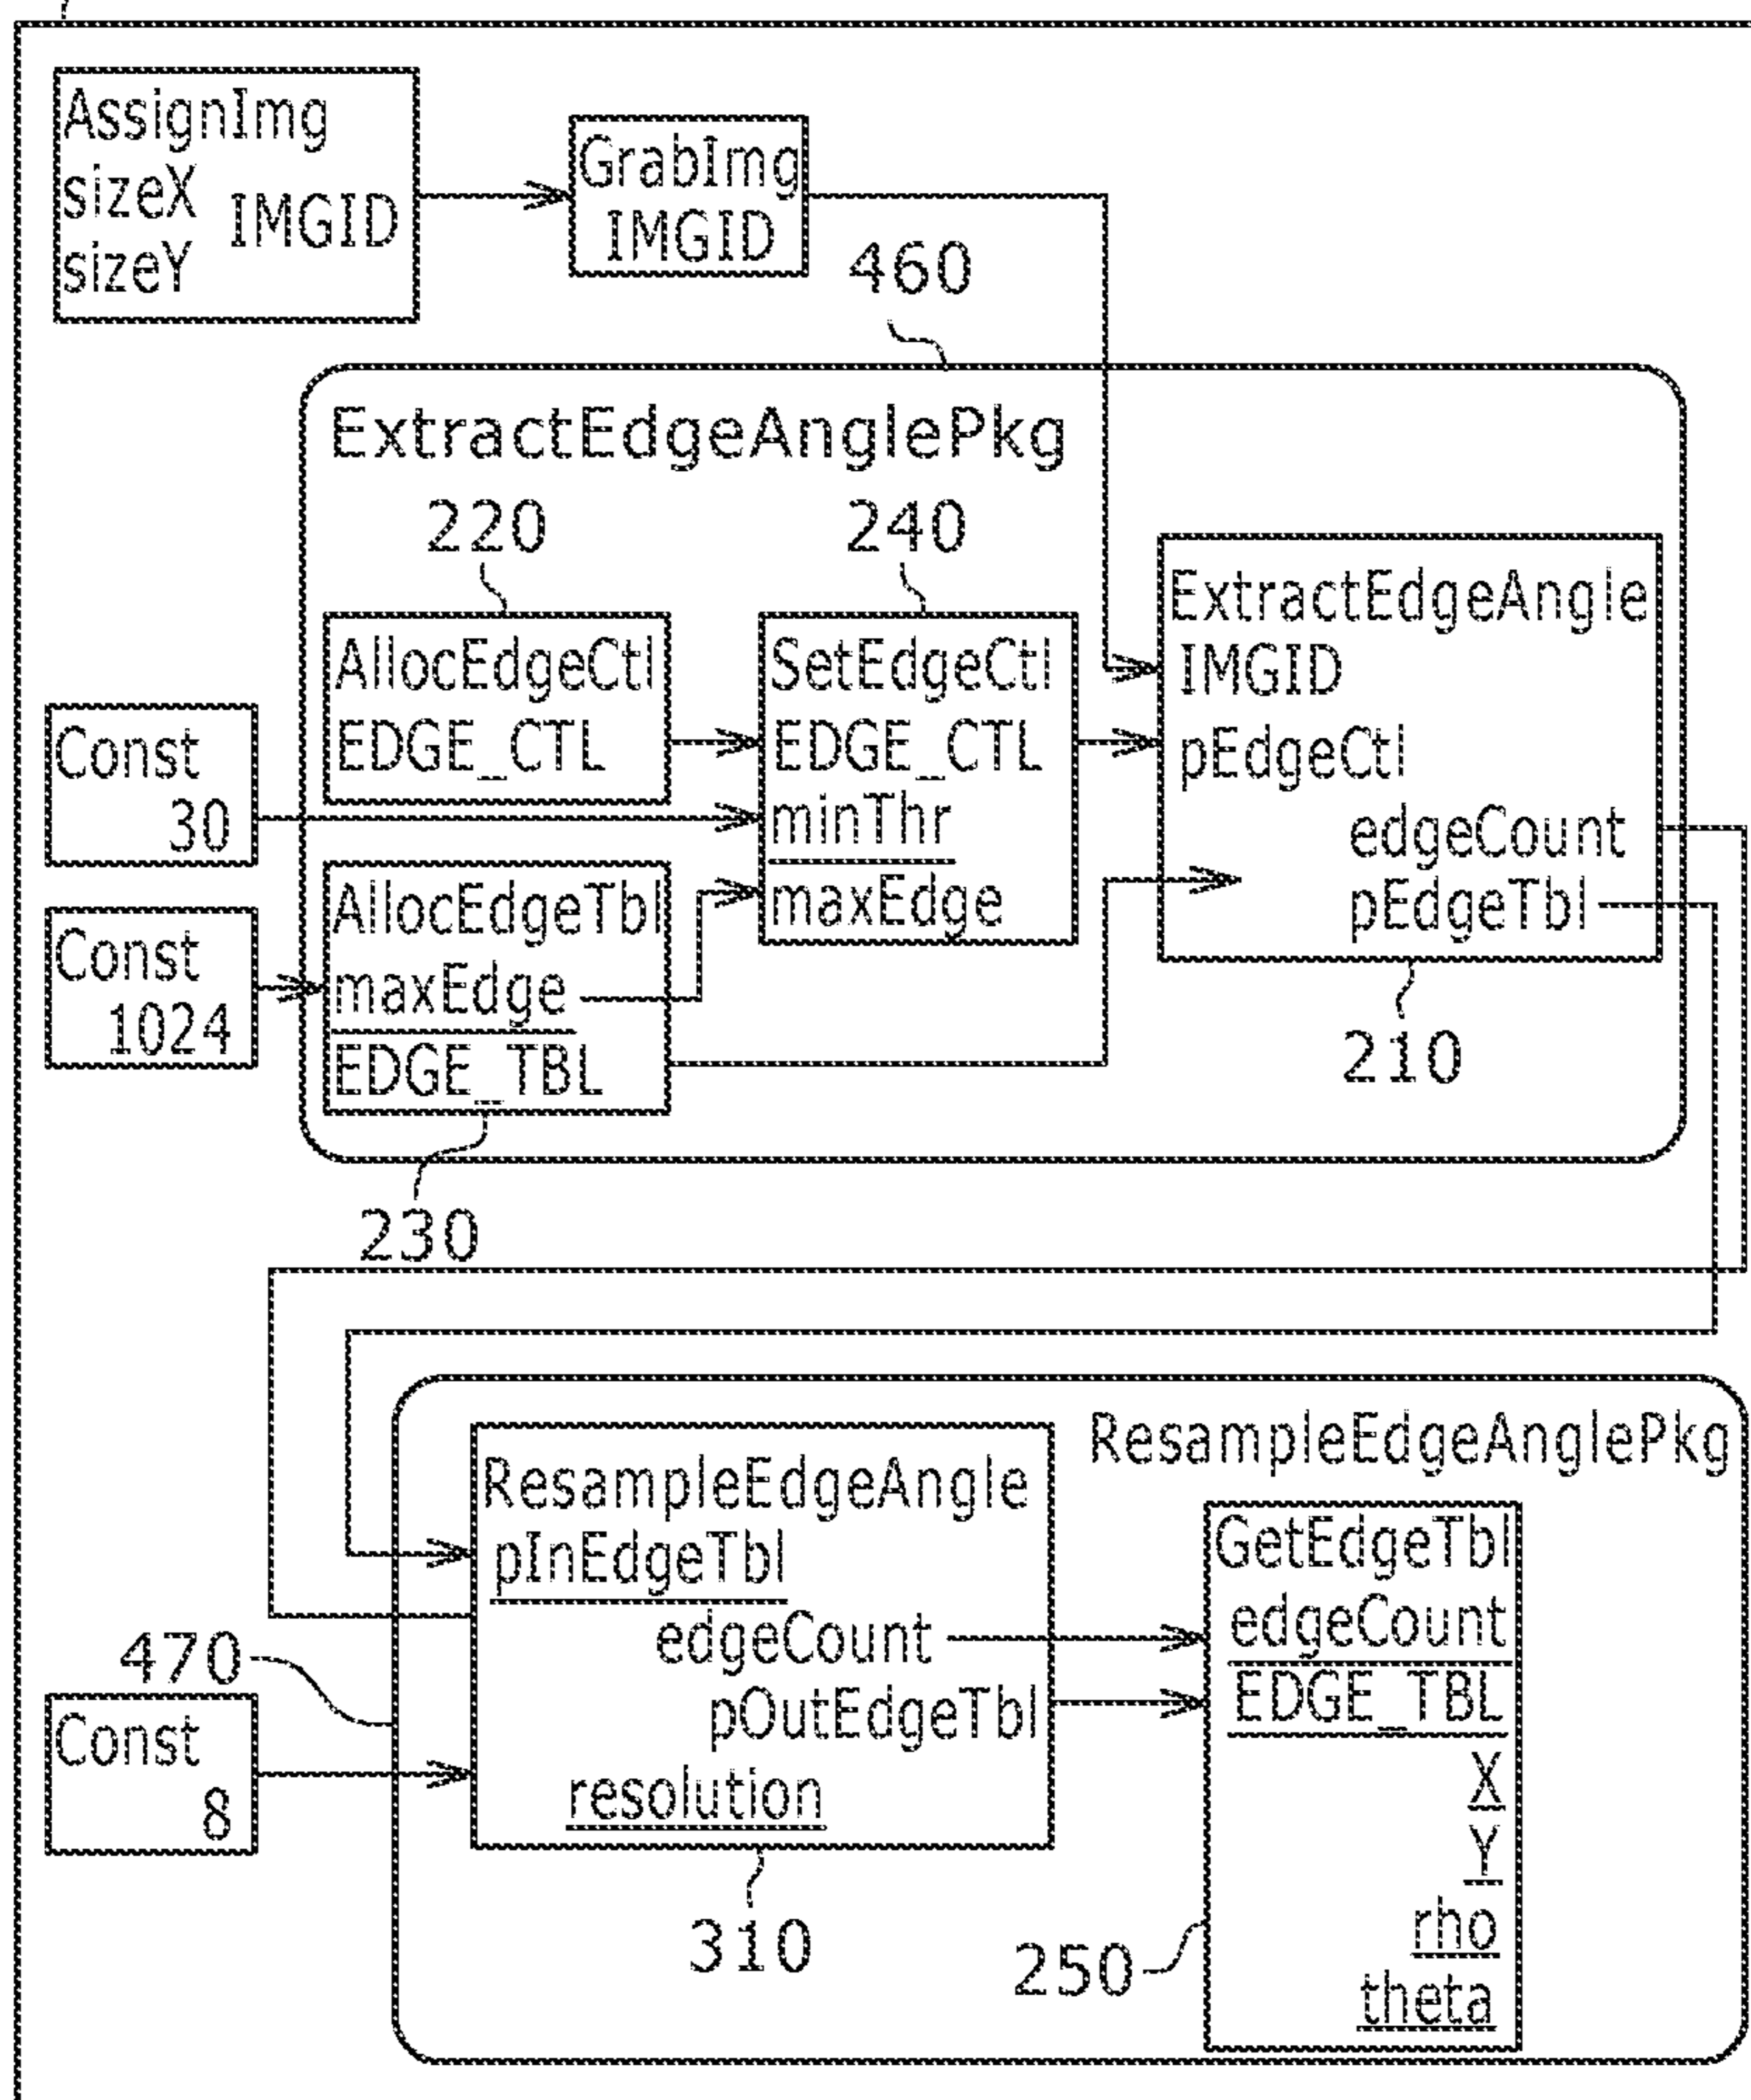 AssignImg
sizeX
IMGID
sizeY
GrabImg
IMGID
460
ExtractEdgeAnglePkg
220
240
AllocEdgeCtl
EDGE_CTL
SetEdgeCtl
EDGE_CTL
minThr
maxEdge
ExtractEdgeAngle
IMGID
pEdgeCtl
edgeCount
pEdgeTbl
Const
30
AllocEdgeTbl
maxEdge
EDGE_TBL
Const
1024
210
230
ResampleEdgeAnglePkg
ResampleEdgeAngle
pInEdgeTbl
edgeCount
pOutEdgeTbl
resolution
GetEdgeTbl
edgeCount
EDGE_TBL
X
Y
rho
theta
470
Const
8
310
250